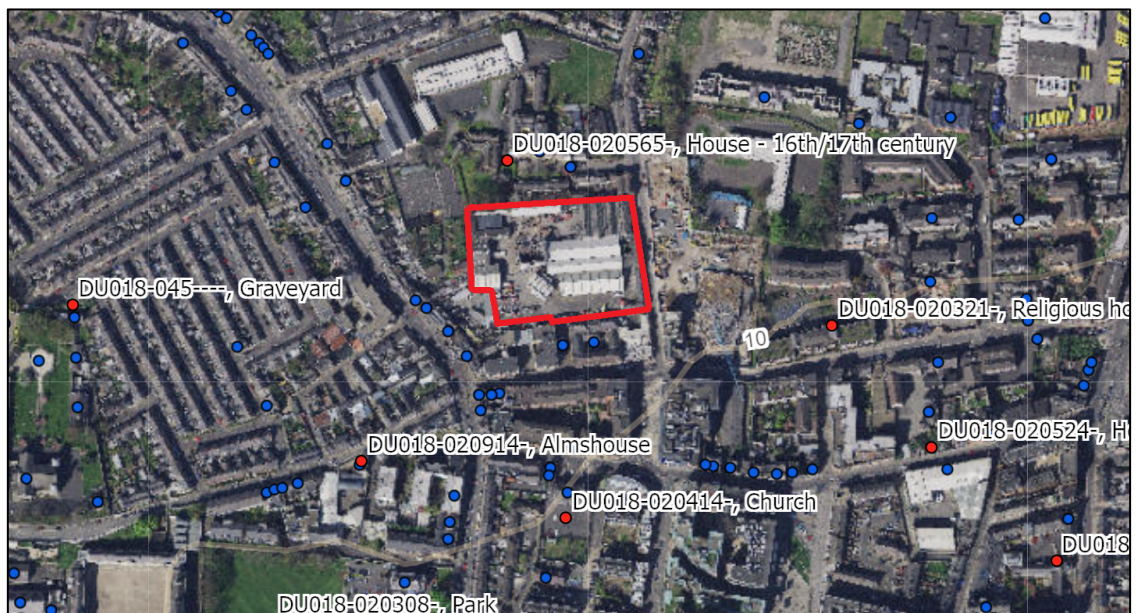 DU018-020565-, House - 16th/17th century
DU018-045----, Graveyard
DU018-020321-, Religious ho
10
DU018-020914-, Almshouse
DU018-020524-, H
DU018-020414-, Church
DU018
DU018-020308-, Park